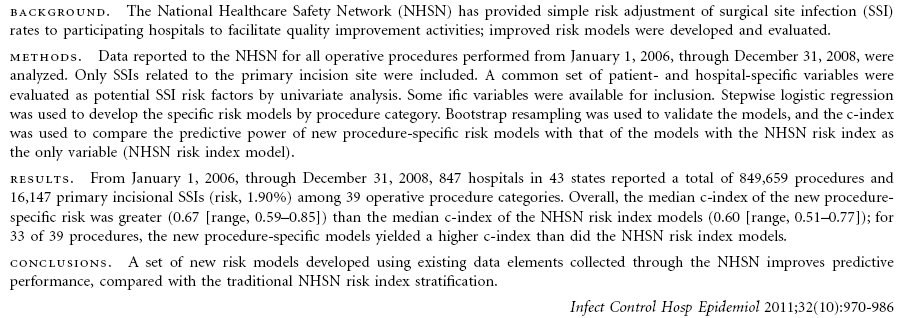 BACKGROUND. The National Healthcare Safety Network (NHSN) has provided simple risk adjustment of surgical site infection (SSI)
rates to participating hospitals to facilitate quality improvement activities; improved risk models were developed and evaluated.
METHODS. Data reported to the NHSN for all operative procedures performed from January 1, 2006, through December 31, 2008, were
analyzed. Only SSIs related to the primary incision site were included. A common set of patient- and hospital-specific variables were
evaluated as potential SSI risk factors by univariate analysis. Some ific variables were available for inclusion. Stepwise logistic regression
was used to develop the specific risk models by procedure category. Bootstrap resampling was used to validate the models, and the c-index
was used to compare the predictive power of new procedure-specific risk models with that of the models with the NHSN risk index as
the only variable (NHSN risk index model).
RESULTS. From January 1, 2006, through December 31, 2008, 847 hospitals in 43 states reported a total of 849,659 procedures and
16,147 primary incisional SSIs (risk, 1.90%) among 39 operative procedure categories. Overall, the median c-index of the new procedure-
specific risk was greater (0.67 [range, 0.59–0.85]) than the median c-index of the NHSN risk index models (0.60 [range, 0.51–0.77]); for
33 of 39 procedures, the new procedure-specific models yielded a higher c-index than did the NHSN risk index models.
CONCLUSIONS. A set of new risk models developed using existing data elements collected through the NHSN improves predictive
performance, compared with the traditional NHSN risk index stratification.
Infect Control Hosp Epidemiol 2011;32(10):970-986